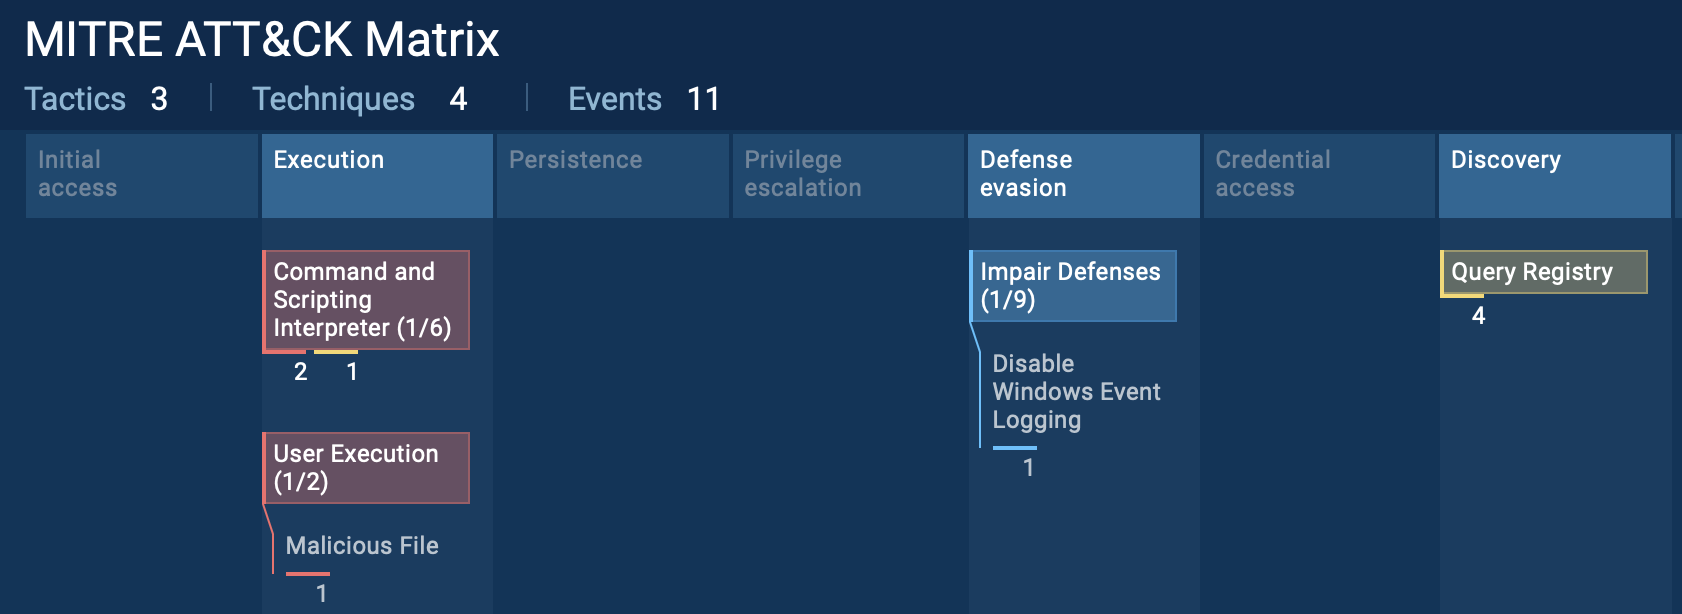 MITRE ATT&CK Matrix
Tactics 3 Techniques 4 Events 11
Initial
access
Execution
Persistence
Privilege
escalation
Defense
evasion
Credential
access
Discovery
Command and
Scripting
Interpreter (1/6)
2 1
User Execution
(1/2)
Malicious File
1
Impair Defenses
(1/9)
Disable
Windows Event
Logging
1
Query Registry
4